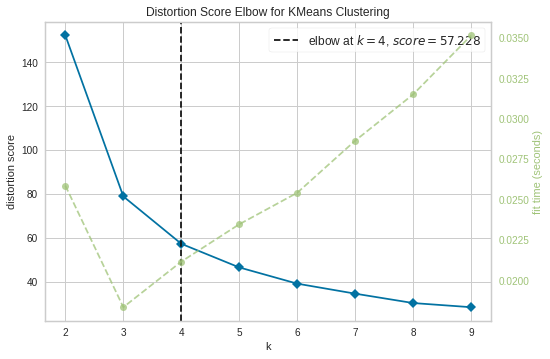 Distortion Score Elbow for KMeans Clustering
elbow at k = 4, score = 57.228
distortion score
140
120
100
80
60
40
0.0350
0.0325
0.0300
0.0275
0.0250
0.0225
0.0200
fit time (seconds)
2 3 4 5 6 7 8 9
k